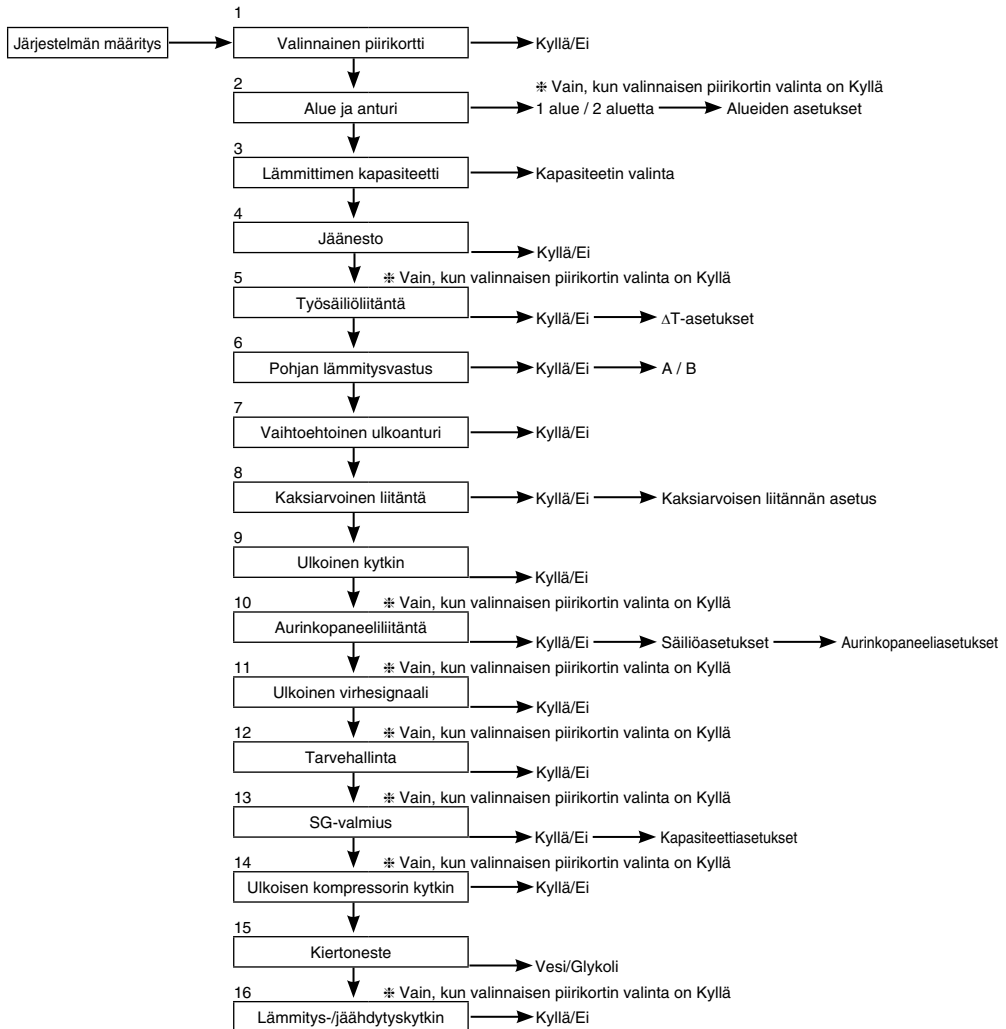 1
Järjestelmän määritys
Valinnainen piirikortti
Kyllä/Ei
2
❉ Vain, kun valinnaisen piirikortin valinta on Kyllä
Alue ja anturi
1 alue / 2 aluetta
Alueiden asetukset
3
Lämmittimen kapasiteetti
Kapasiteetin valinta
4
Jäänesto
Kyllä/Ei
5
❉ Vain, kun valinnaisen piirikortin valinta on Kyllä
Työsäiliöliitäntä
Kyllä/Ei
∆T-asetukset
6
Pohjan lämmitysvastus
Kyllä/Ei
A / B
7
Vaihtoehtoinen ulkoanturi
Kyllä/Ei
8
Kaksiarvoinen liitäntä
Kyllä/Ei
Kaksiarvoisen liitännän asetus
9
Ulkoinen kytkin
Kyllä/Ei
10
❉ Vain, kun valinnaisen piirikortin valinta on Kyllä
Aurinkopaneeliliitäntä
Kyllä/Ei
Säiliöasetukset
Aurinkopaneeliasetukset
11
❉ Vain, kun valinnaisen piirikortin valinta on Kyllä
Ulkoinen virhesignaali
Kyllä/Ei
12
❉ Vain, kun valinnaisen piirikortin valinta on Kyllä
Tarvehallinta
Kyllä/Ei
13
❉ Vain, kun valinnaisen piirikortin valinta on Kyllä
SG-valmius
Kyllä/Ei
Kapasiteettiasetukset
14
❉ Vain, kun valinnaisen piirikortin valinta on Kyllä
Ulkoisen kompressorin kytkin
Kyllä/Ei
15
Kiertoneste
Vesi/Glykoli
16
❉ Vain, kun valinnaisen piirikortin valinta on Kyllä
Lämmitys-/jäähdytyskytkin
Kyllä/Ei